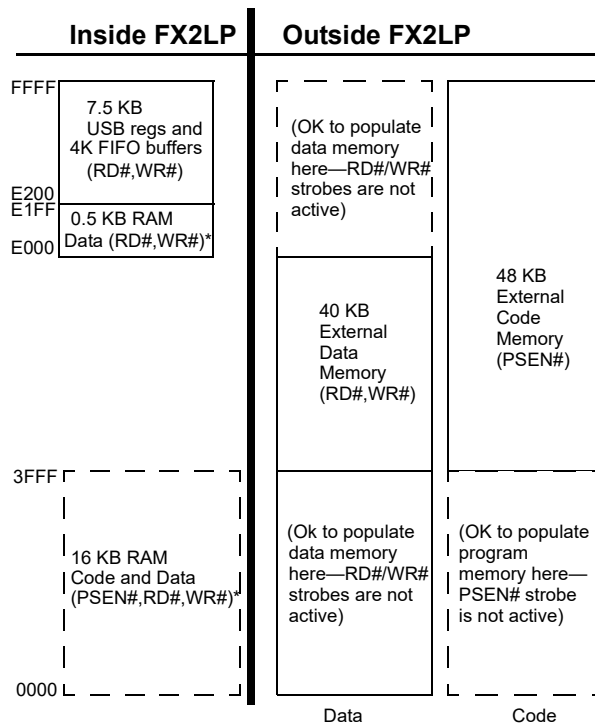 Inside FX2LP
Outside FX2LP
FFFF
7.5 KB
USB regs and
4K FIFO buffers
(RD#,WR#)
E200
E1FF
0.5 KB RAM
Data (RD#,WR#)*
E000
(OK to populate
data memory
here—RD#/WR#
strobes are not
active)
40 KB
External
Data
Memory
(RD#,WR#)
48 KB
External
Code
Memory
(PSEN#)
3FFF
16 KB RAM
Code and Data
(PSEN#,RD#,WR#)*
(Ok to populate
data memory
here—RD#/WR#
strobes are not
active)
(OK to populate
program
memory here—
PSEN# strobe
is not active)
0000
Data
Code